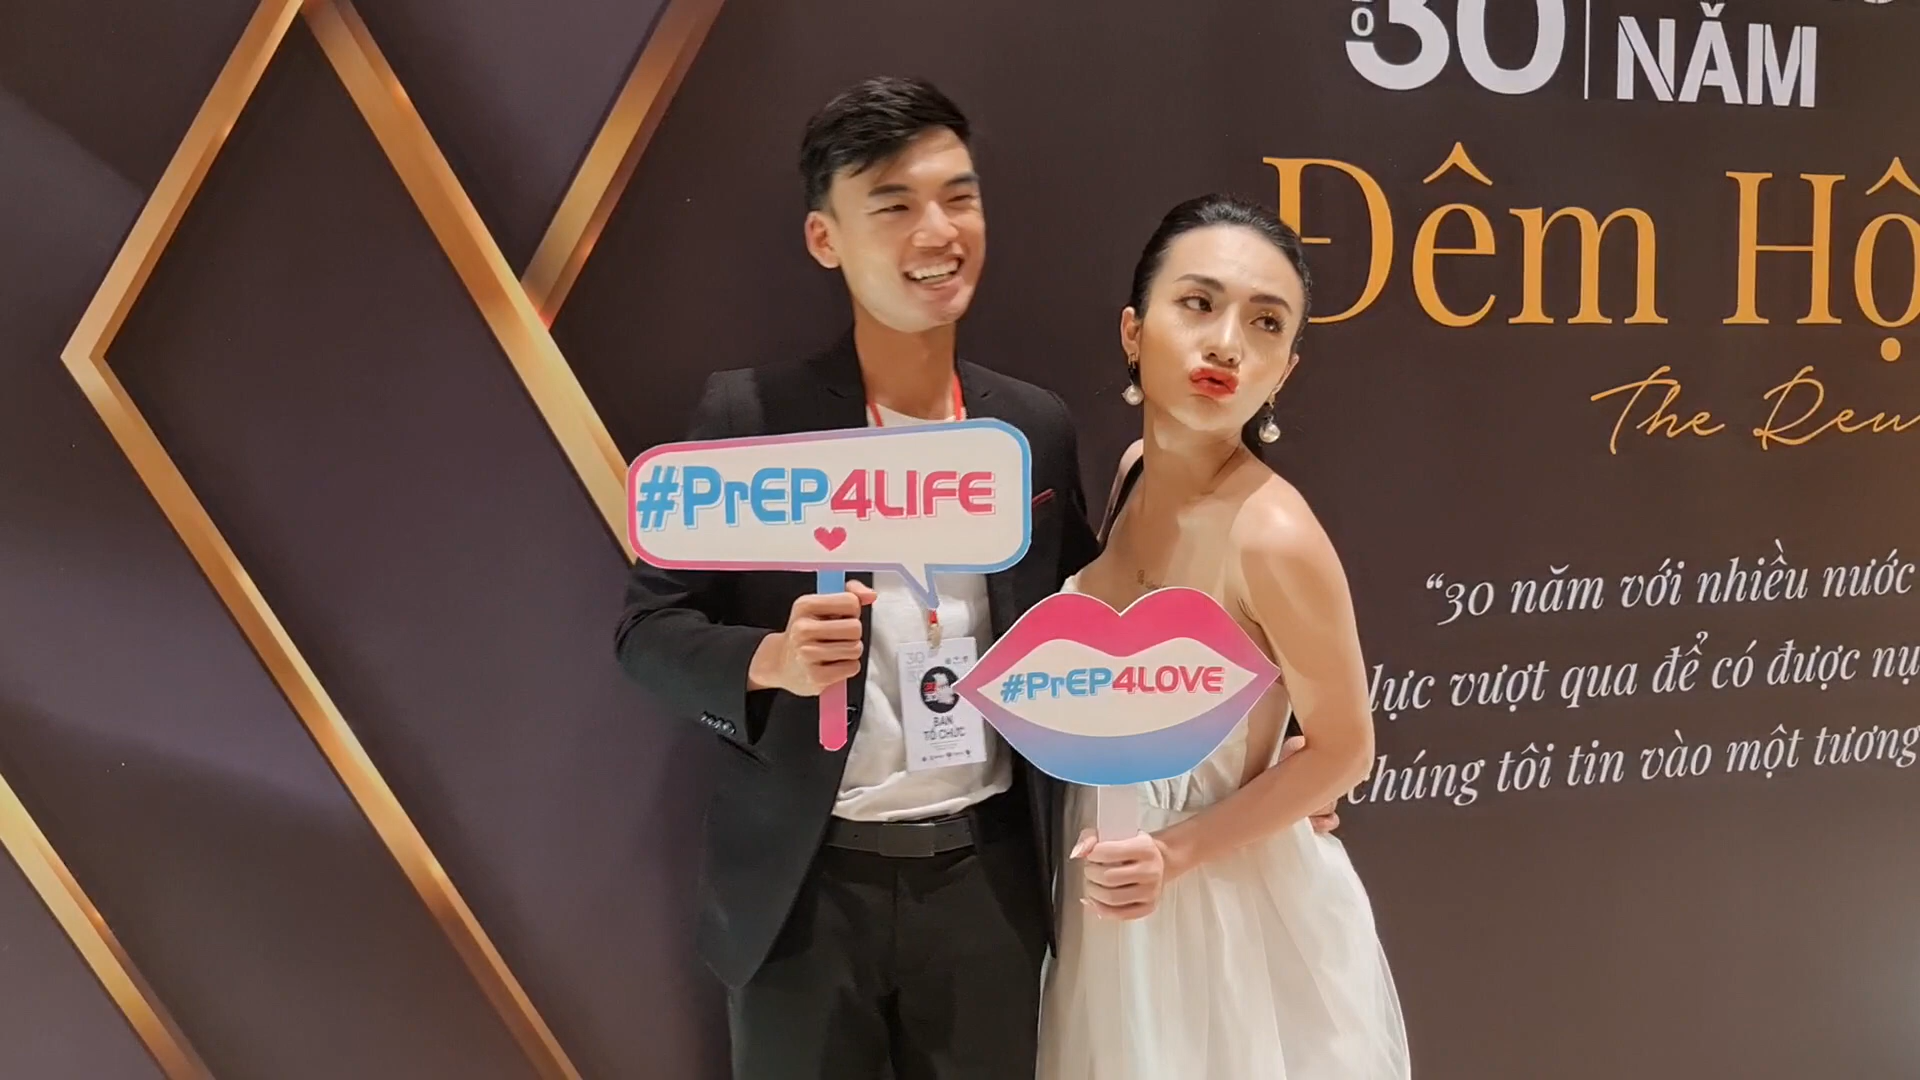 30
NĂM
Đêm Hộ
The Reu
"30 năm với nhiều nước
lực vượt qua để có được nụ
chúng tôi tin vào một tương
#PrEP4LIFE
#PrEP4LOVE
30
BAN
TỔ CHỨC